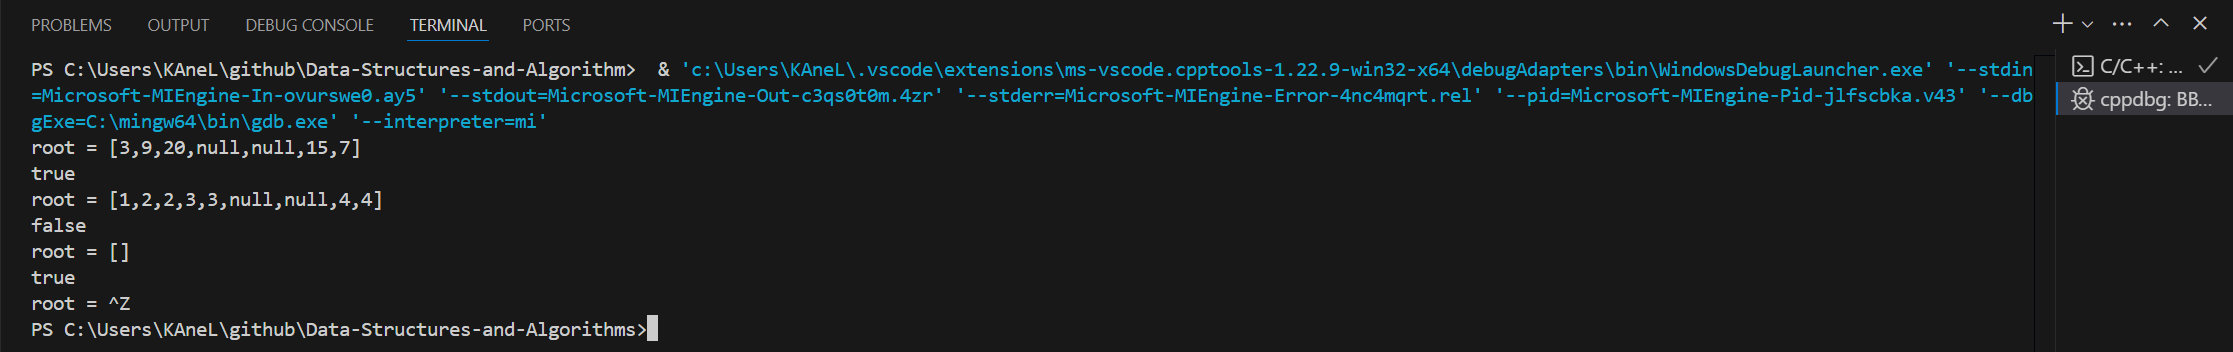 PROBLEMS OUTPUT DEBUG CONSOLE TERMINAL PORTS
PS C:\Users\KAneL\github\Data-Structures-and-Algorithm>  & 'c:\Users\KAneL\.vscode\extensions\ms-vscode.cpptools-1.22.9-win32-x64\debugAdapters\bin\WindowsDebugLauncher.exe' '--stdin
=Microsoft-MIEngine-In-ovurswe0.ay5' '--stdout=Microsoft-MIEngine-Out-c3qs0t0m.4zr' '--stderr=Microsoft-MIEngine-Error-4nc4mqrt.rel' '--pid=Microsoft-MIEngine-Pid-jlfscbka.v43' '--db
gExe=C:\mingw64\bin\gdb.exe' '--interpreter=mi'
root = [3,9,20,null,null,15,7]
true
root = [1,2,2,3,3,null,null,4,4]
false
root = []
true
root = ^Z
PS C:\Users\KAneL\github\Data-Structures-and-Algorithms>
C/C++: ...
cppdbg: BB...